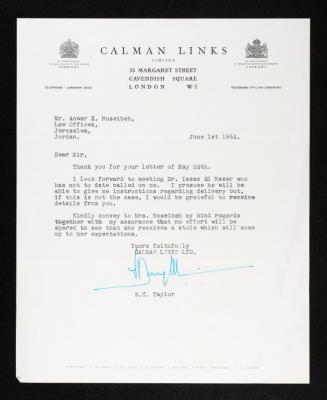 CALMAN LINKS
LIMITED
33 MARGARET STREET
CAVENDISH SQUARE
LONDON W1
Mr. Anwar Z. Nuseibeh,
Law Offices,
Jerusalem,
Jordan.
June 1st 1964.
Dear Sir,
Thank you for your letter of May 24th.
I look forward to meeting Dr. Isam El Nazer who
has not to date called on me. I presume he will be
able to give me instructions regarding delivery but,
if this is not the case, I would be grateful to receive
details from you.
Kindly convey to Mrs. Nuseibeh my kind regards
together with my assurance that no effort will be
spared to see that she receives a stole which will come
up to her expectations.
Yours faithfully
CALMAN LINKS LTD.
E.C. Taylor